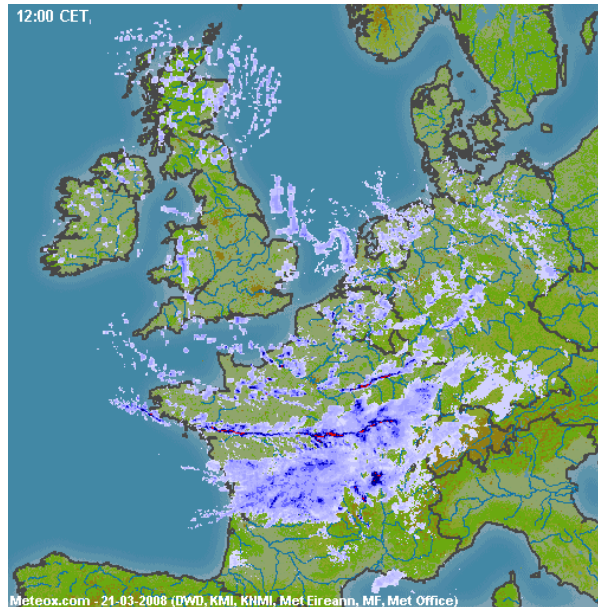 12:00 CET,
Meteox.com - 21-03-2008 (DWD, KMI, KNMI, Met Eireann, MF, Met Office)